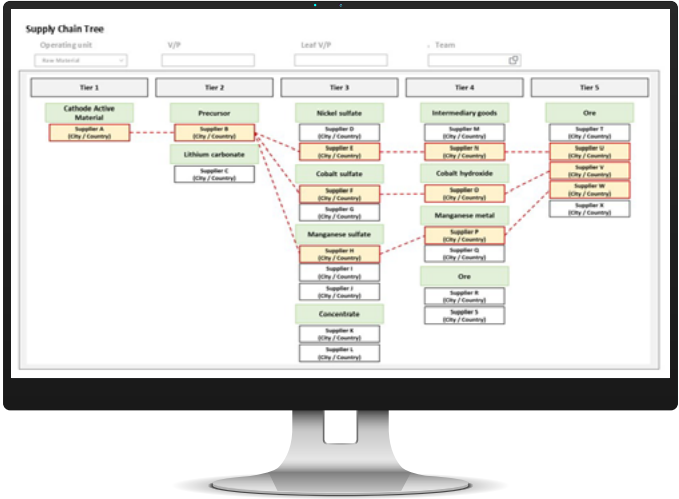 Supply Chain Tree
Operating unit
V/P
Leaf V/P
Team
Raw Material
Tier 1
Tier 2
Tier 3
Tier 4
Tier 5
Cathode Active
Material
Supplier A
(City / Country)
Precursor
Supplier B
(City / Country)
Lithium carbonate
Supplier C
(City / Country)
Nickel sulfate
Supplier D
(City / Country)
Supplier E
(City / Country)
Cobalt sulfate
Supplier F
(City / Country)
Supplier G
(City / Country)
Manganese sulfate
Supplier H
(City / Country)
Supplier I
(City / Country)
Supplier J
(City / Country)
Concentrate
Supplier K
(City / Country)
Supplier L
(City / Country)
Intermediary goods
Supplier M
(City / Country)
Supplier N
(City / Country)
Cobalt hydroxide
Supplier O
(City / Country)
Manganese metal
Supplier P
(City / Country)
Supplier Q
(City / Country)
Ore
Supplier R
(City / Country)
Supplier S
(City / Country)
Ore
Supplier T
(City / Country)
Supplier U
(City / Country)
Supplier V
(City / Country)
Supplier W
(City / Country)
Supplier X
(City / Country)